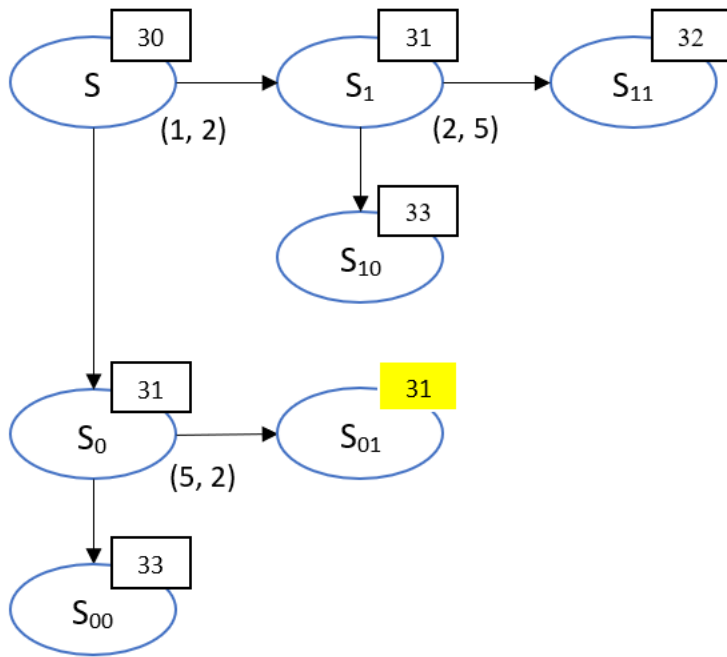 30
31
32
S
S₁
S₁₁
(1, 2)
(2, 5)
33
S₁₀
31
31
S₀
S₀₁
(5, 2)
33
S₀₀